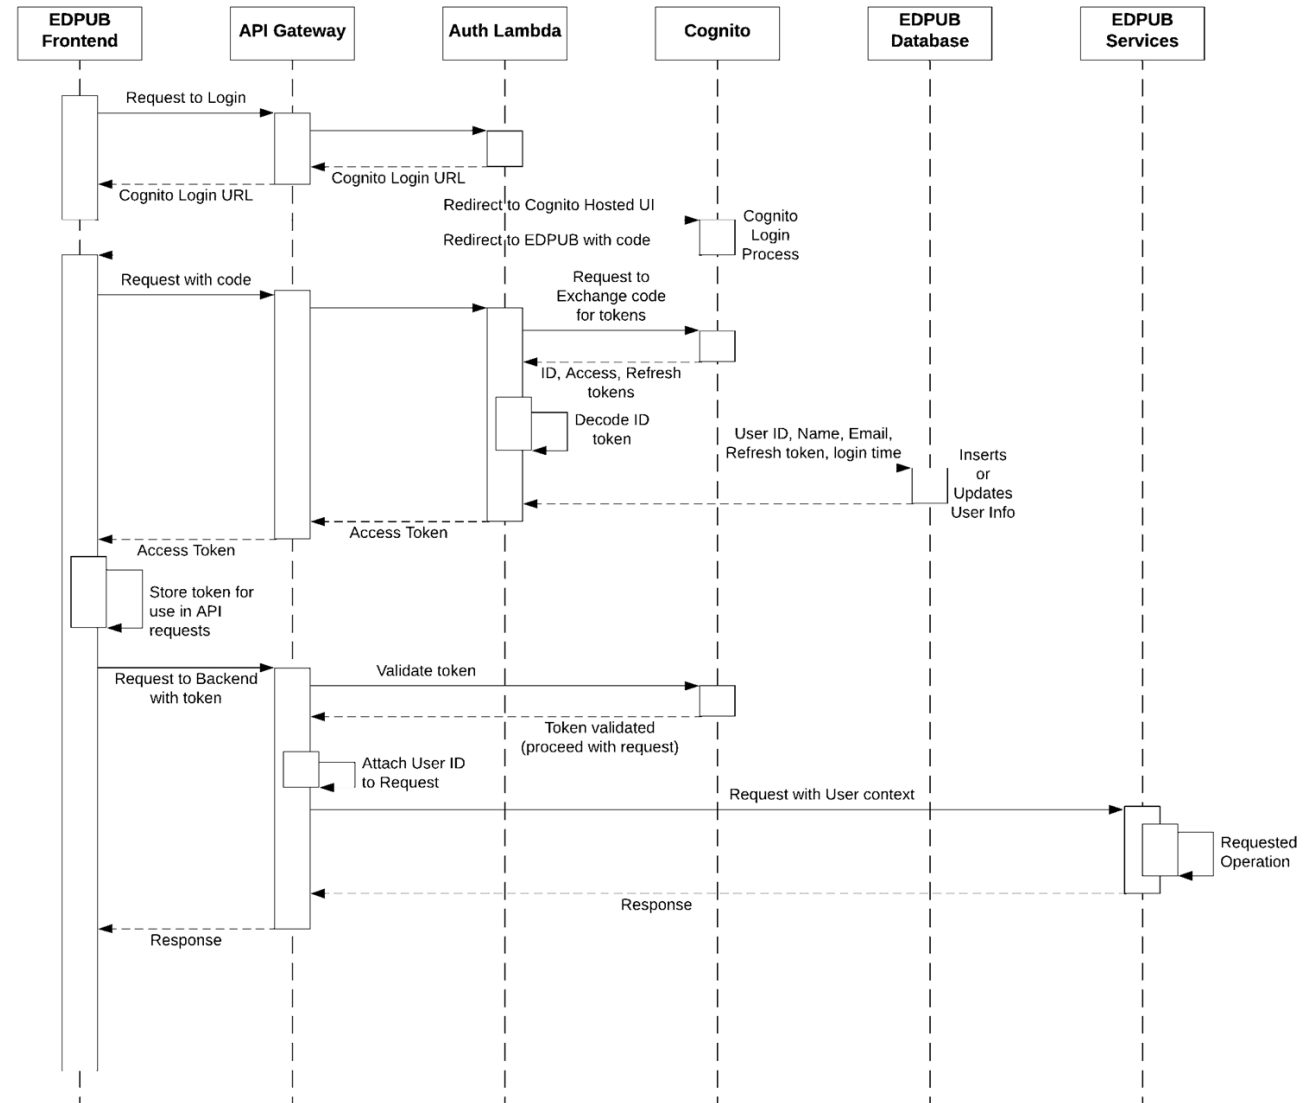 EDPUB
Frontend
API Gateway
Auth Lambda
Cognito
EDPUB
Database
EDPUB
Services
Request to Login
Cognito Login URL
Cognito Login URL
Redirect to Cognito Hosted UI
Cognito
Login
Process
Redirect to EDPUB with code
Request with code
Request to
Exchange code
for tokens
ID, Access, Refresh
tokens
Decode ID
token
User ID, Name, Email,
Refresh token, login time
Inserts
or
Updates
User Info
Access Token
Access Token
Store token for
use in API
requests
Request to Backend
with token
Validate token
Token validated
(proceed with request)
Attach User ID
to Request
Request with User context
Requested
Operation
Response
Response